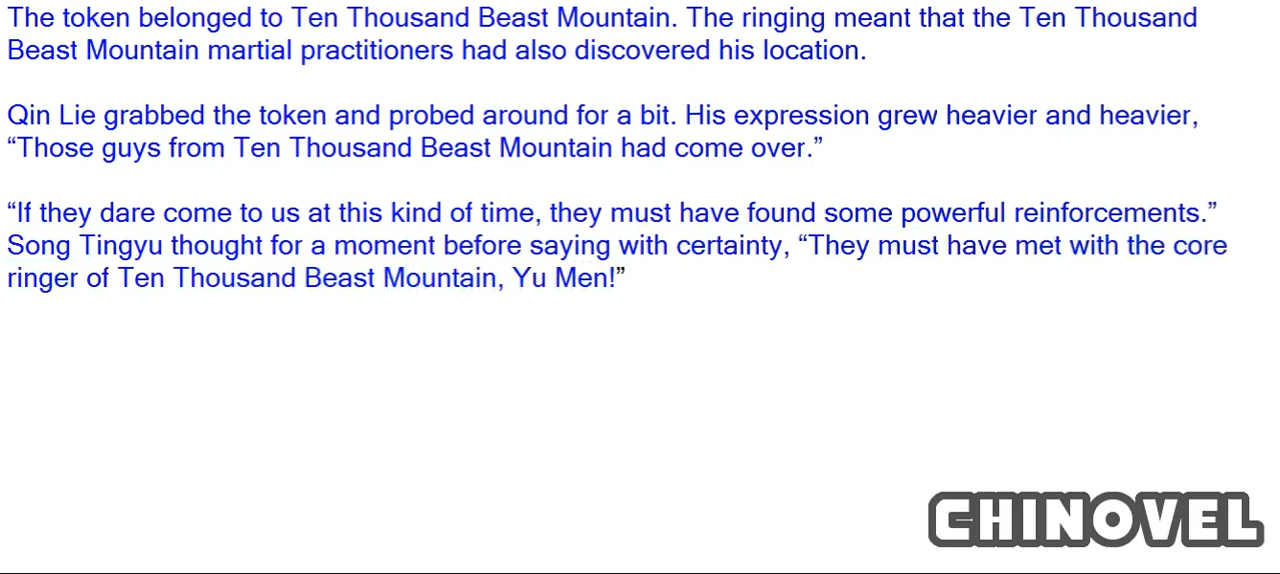 The token belonged to Ten Thousand Beast Mountain. The ringing meant that the Ten Thousand
Beast Mountain martial practitioners had also discovered his location.
Qin Lie grabbed the token and probed around for a bit. His expression grew heavier and heavier,
“Those guys from Ten Thousand Beast Mountain had come over.”
“If they dare come to us at this kind of time, they must have found some powerful reinforcements.”
Song Tingyu thought for a moment before saying with certainty, “They must have met with the core
ringer of Ten Thousand Beast Mountain, Yu Men!”
CHINOVEL